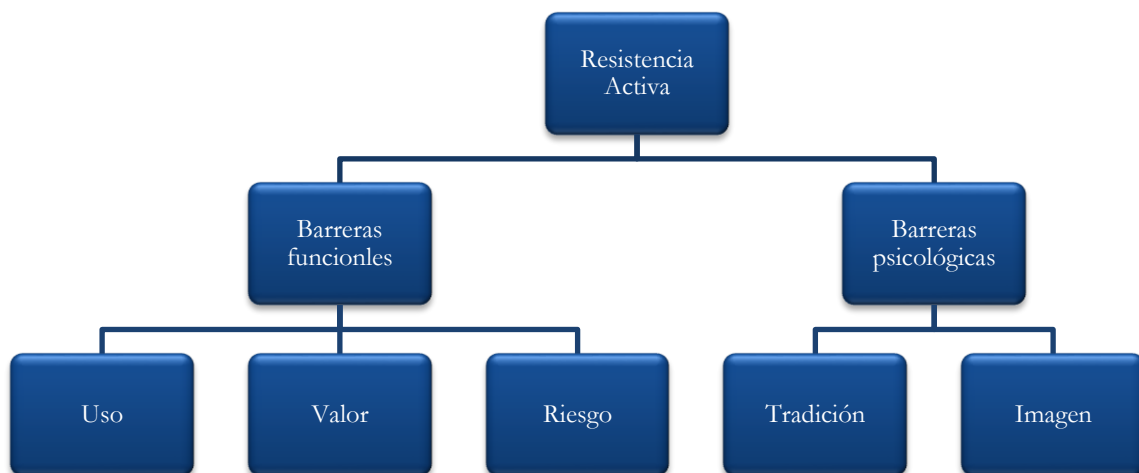 Resistencia
Activa
Barreras
funcionles
Barreras
psicológicas
Uso
Valor
Riesgo
Tradición
Imagen